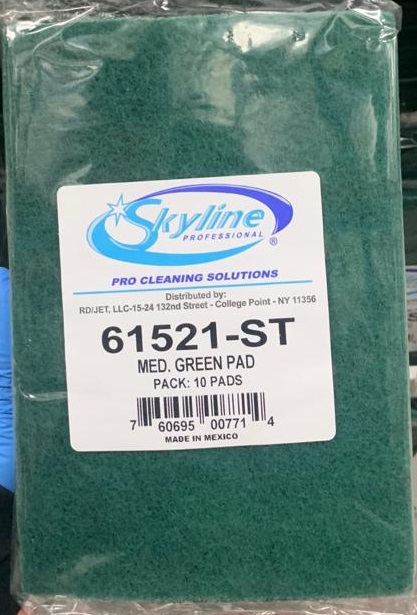 Skyline
PROFESSIONAL ®
PRO CLEANING SOLUTIONS
Distributed by:
RD/JET, LLC-15-24 132nd Street - College Point - NY 11356
61521-ST
MED. GREEN PAD
PACK: 10 PADS
7 60695 00771 4
MADE IN MEXICO